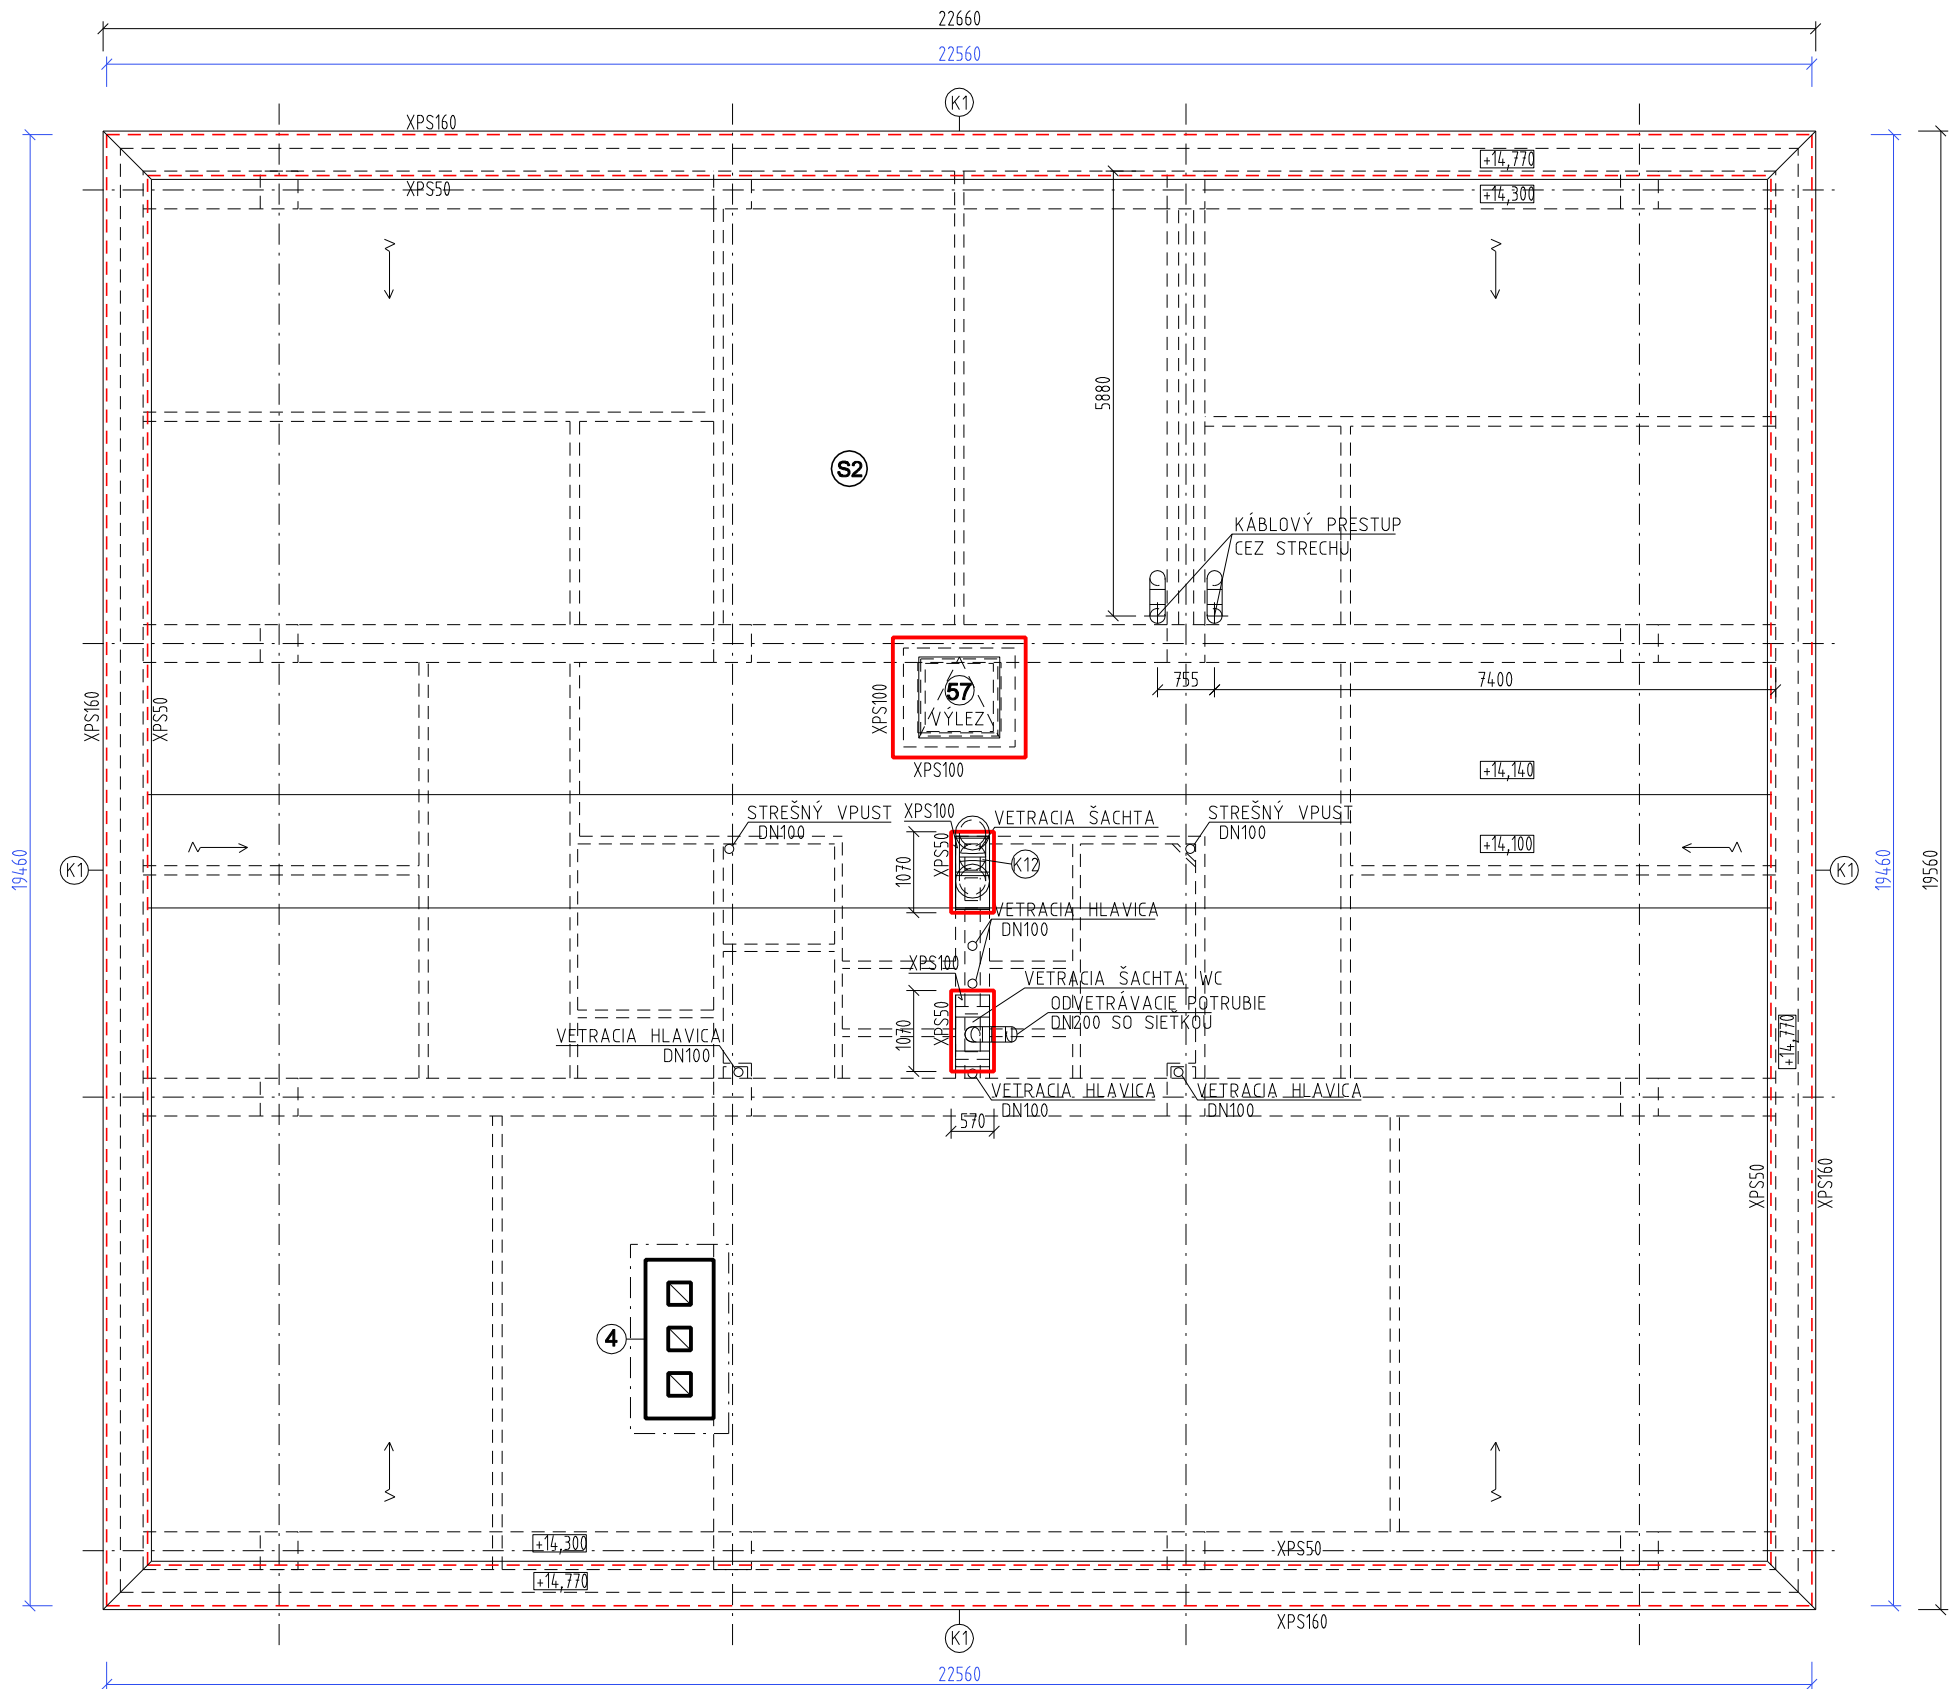 22660
22560
K1
XPS160
+14,770
XPS50
+14,300
5880
S2
KÁBLOVÝ PRESTUP
CEZ STRECHU
755
7400
XPS160
XPS50
XPS100
57
VÝLEZ
XPS100
+14,140
STREŠNÝ VPUST
DN100
XPS100
VETRACIA ŠACHTA
STREŠNÝ VPUST
DN100
+14,100
19460
K1
1070
XPS50
K12
K1
19460
19560
VETRACIA HLAVICA
DN100
XPS100
VETRACIA ŠACHTA WC
ODVETRÁVACIE POTRUBIE
DN200 SO SIEŤKOU
1070
XPS50
VETRACIA HLAVICA
DN100
+14,770
VETRACIA HLAVICA
DN100
VETRACIA HLAVICA
DN100
570
XPS50
XPS160
4
+14,300
XPS50
+14,770
XPS160
K1
22560